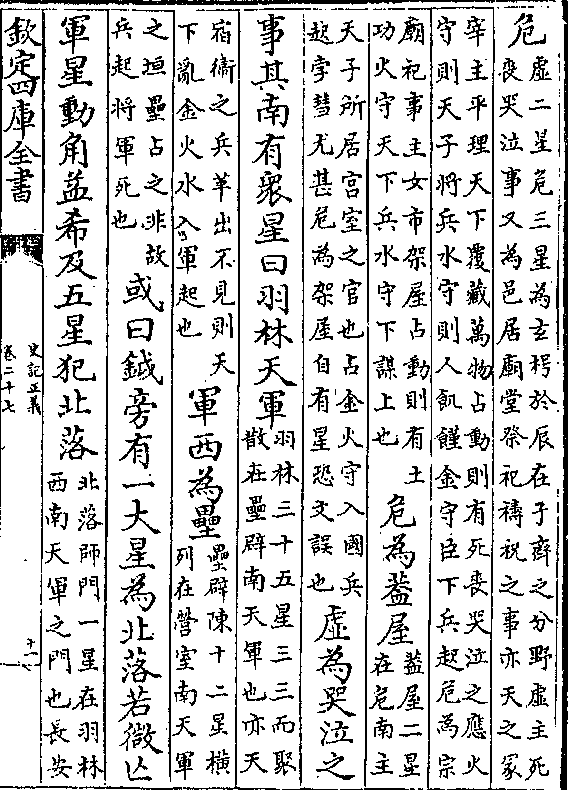 危虛二星危三星為玄枵於辰在子齊之分野虛主死
喪哭泣事又為邑居廟堂祭祀禱祝之事亦天之冢
宰主平理天下覆藏萬物占動則有死喪哭泣之應火
守則天子將兵水守則人飢饉金守臣下兵起危為宗
廟祀事主女市架屋占動則有土
功火守天下兵水守下謀上也
危為蓋屋蓋屋二星
在危南主
天子所居宮室之官也占金火守入國兵
起孛彗尤甚危為架屋自有星恐文誤也
虛為哭泣之
事其南有衆星曰羽林天軍羽林三十五星三三而聚
散在壘辟南天軍也亦天
宿衛之兵革出不見則天
下亂金火水入軍起也
軍西為壘壘辟陳十二星橫
列在營室南天軍
之垣壘占之非故
兵起將軍死也
或曰鉞旁有一大星為北落若微亡
軍星動角益希及五星犯北落北落師門一星在羽林
西南天軍之門也長安
欽定四庫全書
史記正義
卷二十七
十一